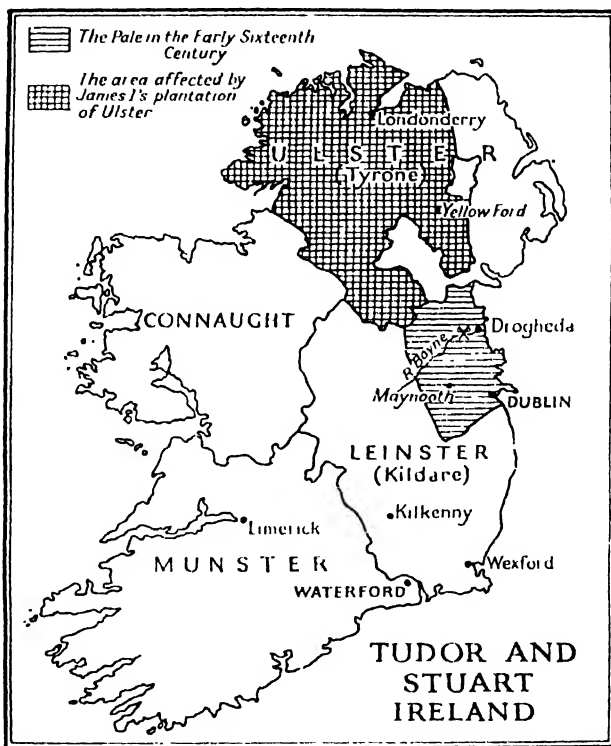 The Pale in the Early Sixteenth
Century
The area affected by
James I's plantation
of Ulster
Londonderry
ULSTER
(Tyrone)
Yellow Ford
CONNAUGHT
Drogheda
R. Boyne
Maynooth
DUBLIN
LEINSTER
(Kildare)
Kilkenny
Limerick
MUNSTER
Wexford
WATERFORD
TUDOR AND
STUART
IRELAND